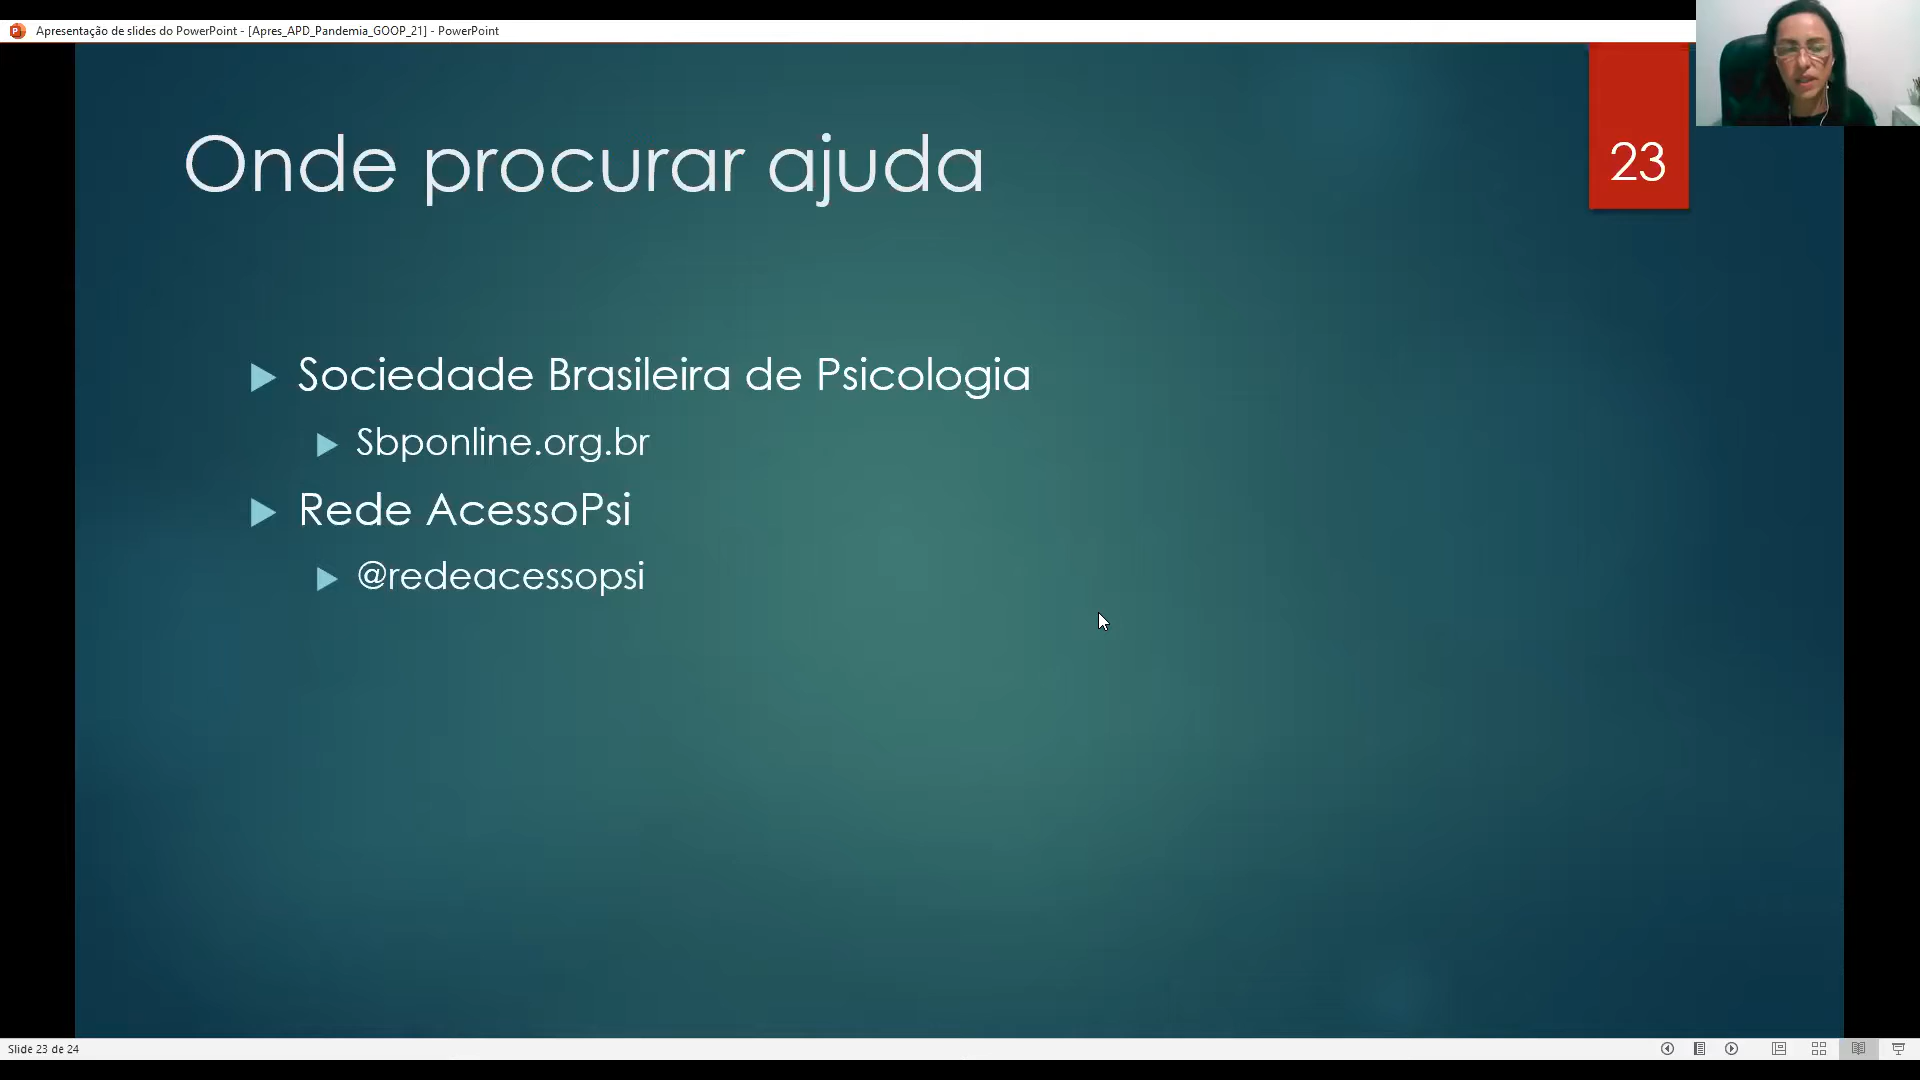 Apresentação de slides do PowerPoint - [Apres_APD_Pandemia_GOOP_21] - PowerPoint
Onde procurar ajuda
23
Sociedade Brasileira de Psicologia
Sbponline.org.br
Rede AcessoPsi
@redeacessopsi
Slide 23 de 24